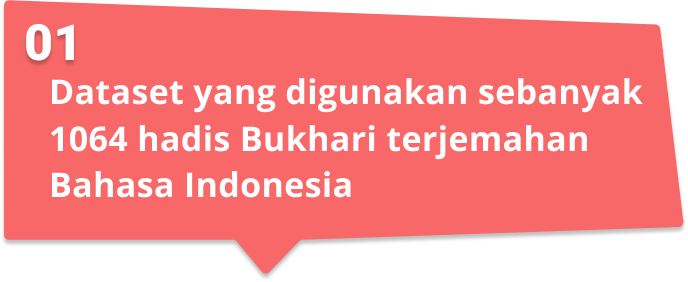 01
Dataset yang digunakan sebanyak
1064 hadis Bukhari terjemahan
Bahasa Indonesia